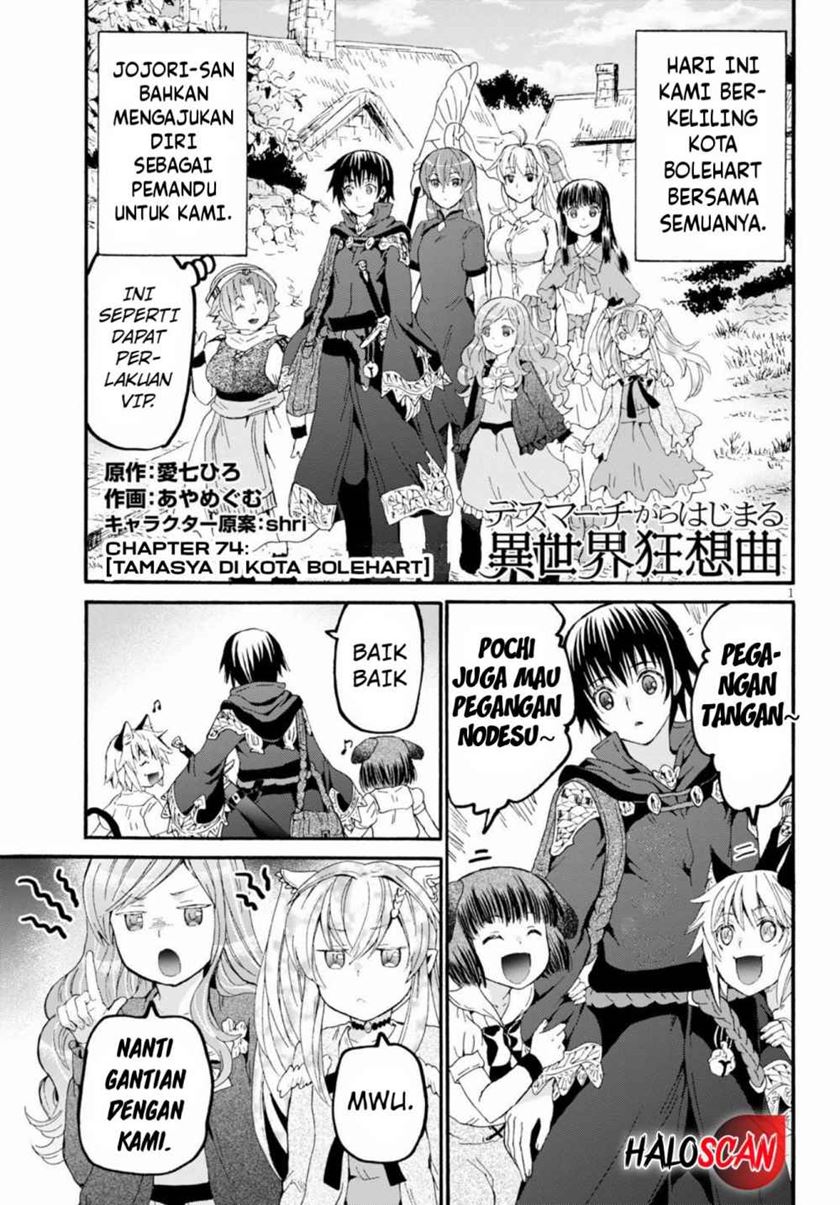 HARI INI
KAMI BER-
KELILING
KOTA
BOLEHART
BERSAMA
SEMUANYA.
JOJORI-SAN
BAHKAN
MENGAJUKAN
DIRI
SEBAGAI
PEMANDU
UNTUK KAMI.
INI
SEPERTI
DAPAT
PER-
LAKUAN
VIP.
原作:愛七ひろ
作画:あやめぐむ
キャラクター原案:shri
CHAPTER 74:
[TAMASYA DI KOTA BOLEHART]
デスマーチからはじまる
異世界狂想曲
1
PEGA-
NGAN
TANGAN~
POCHI
JUGA MAU
PEGANGAN
NODESU~
BAIK
BAIK
MWU.
NANTI
GANTIAN
DENGAN
KAMI.
HALOSCAN